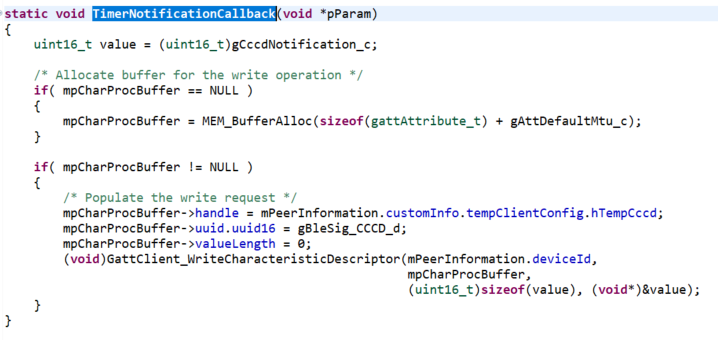 static void TimerNotificationCallback(void *pParam)
{
    uint16_t value = (uint16_t)gCccdNotification_c;

    /* Allocate buffer for the write operation */
    if( mpCharProcBuffer == NULL )
    {
        mpCharProcBuffer = MEM_BufferAlloc(sizeof(gattAttribute_t) + gAttDefaultMtu_c);
    }

    if( mpCharProcBuffer != NULL )
    {
        /* Populate the write request */
        mpCharProcBuffer->handle = mPeerInformation.customInfo.tempClientConfig.hTempCccd;
        mpCharProcBuffer->uuid.uuid16 = gBleSig_CCCD_d;
        mpCharProcBuffer->valueLength = 0;
        (void)GattClient_WriteCharacteristicDescriptor(mPeerInformation.deviceId,
                                                       mpCharProcBuffer,
                                                       (uint16_t)sizeof(value), (void*)&value);
    }
}